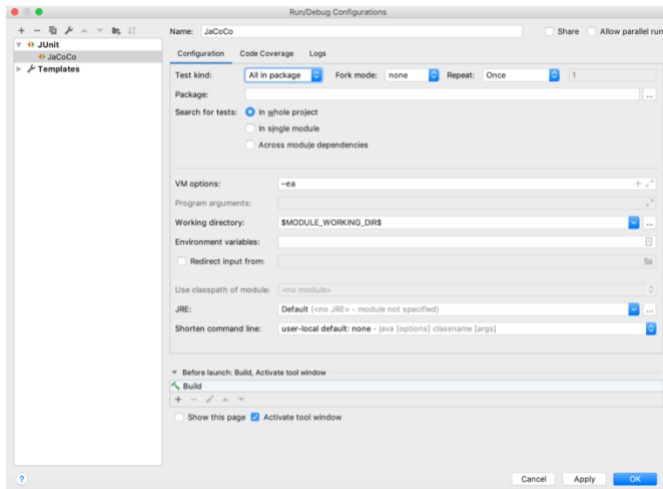 Run/Debug Configurations
Name: JaCoCo Share Allow parallel run
JUnit
JaCoCo
Templates
Configuration Code Coverage Logs
Test kind: All in package Fork mode: none Repeat: Once 1
Package: ...
Search for tests: In whole project
In single module
Across module dependencies
VM options: -ea
Program arguments:
Working directory: $MODULE_WORKING_DIR$ ...
Environment variables:
Redirect input from:
Use classpath of module: <no module>
JRE: Default (<no JRE> - module not specified) ...
Shorten command line: user-local default: none - java [options] classname [args]
Before launch: Build, Activate tool window
Build
Show this page Activate tool window
? Cancel Apply OK